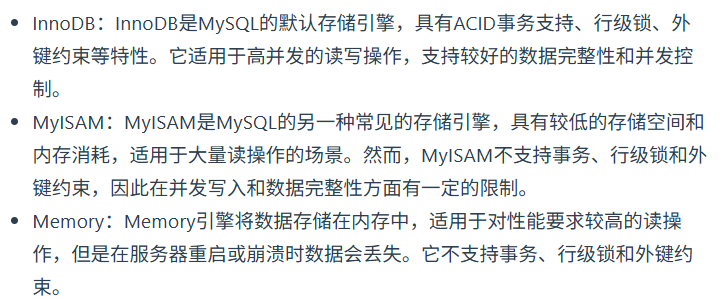 • InnoDB：InnoDB是MySQL的默认存储引擎，具有ACID事务支持、行级锁、外
键约束等特性。它适用于高并发的读写操作，支持较好的数据完整性和并发控
制。
• MyISAM：MyISAM是MySQL的另一种常见的存储引擎，具有较低的存储空间和
内存消耗，适用于大量读操作的场景。然而，MyISAM不支持事务、行级锁和外
键约束，因此在并发写入和数据完整性方面有一定的限制。
• Memory：Memory引擎将数据存储在内存中，适用于对性能要求较高的读操
作，但是在服务器重启或崩溃时数据会丢失。它不支持事务、行级锁和外键约
束。